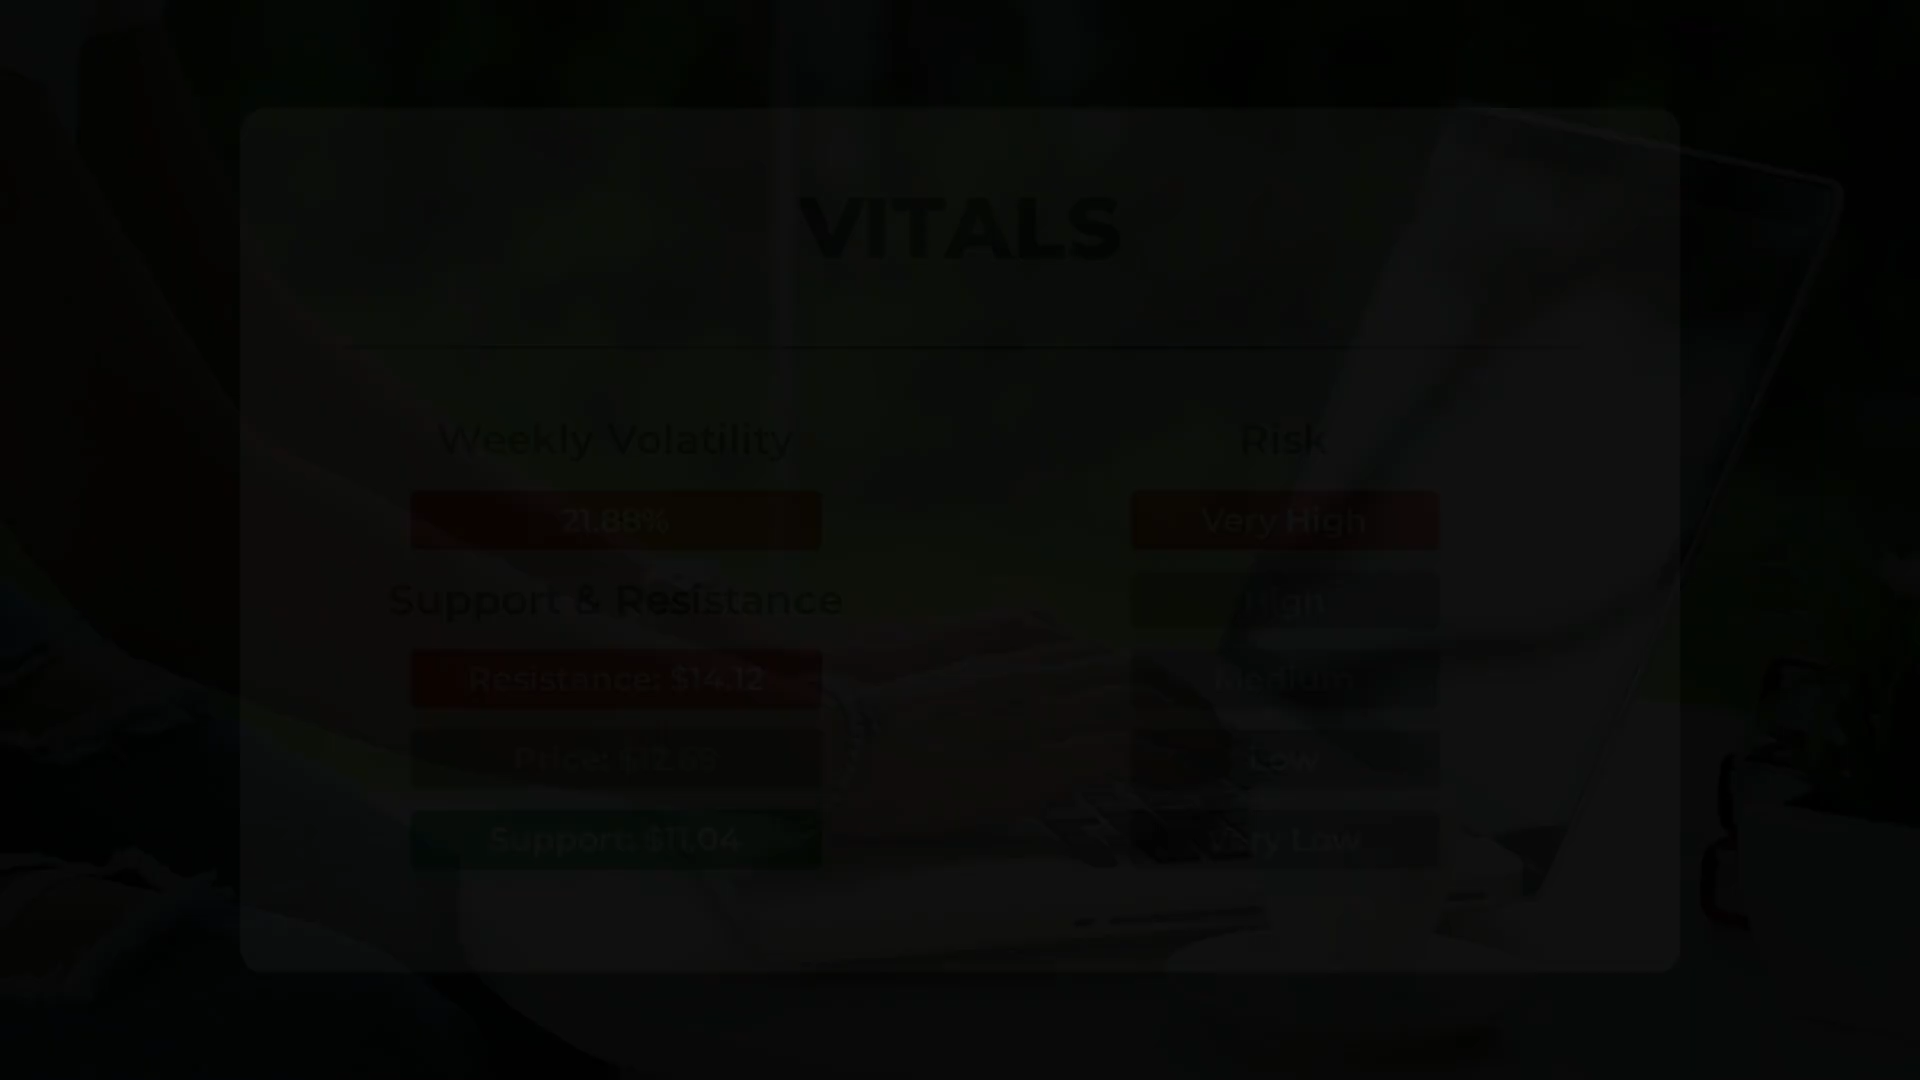 VITALS
Weekly Volatility
21.88%
Support & Resistance
Resistance: $14.12
Price:
Support: $11.04
Risk
Very High
High
Medium
Low
Very Low